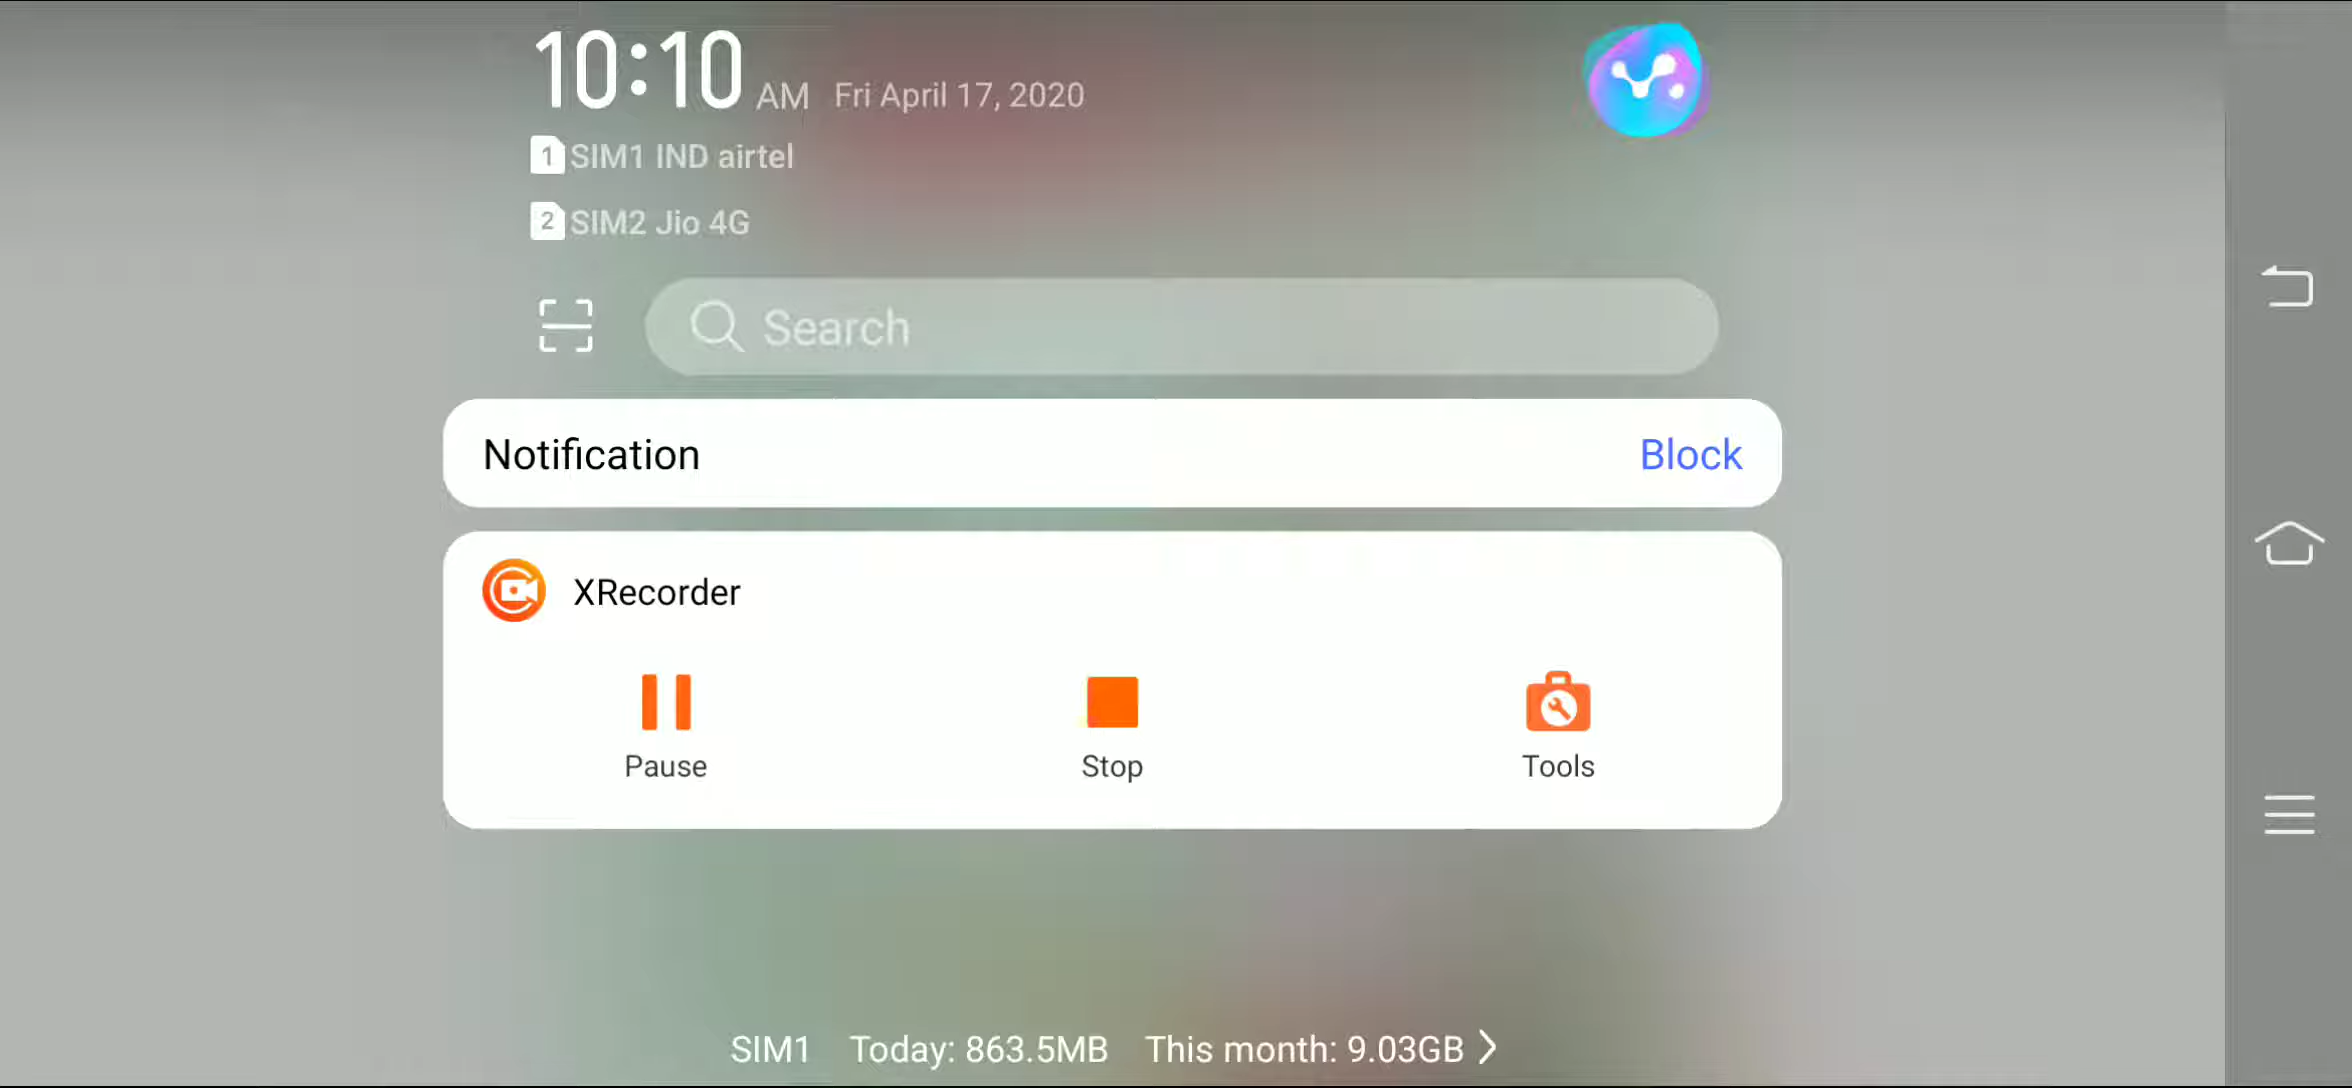 10:10 AM Fri April 17, 2020
1 SIM1 IND airtel
2 SIM2 Jio 4G
Search
Notification Block
XRecorder
Pause Stop Tools
SIM1 Today: 863.5MB This month: 9.03GB